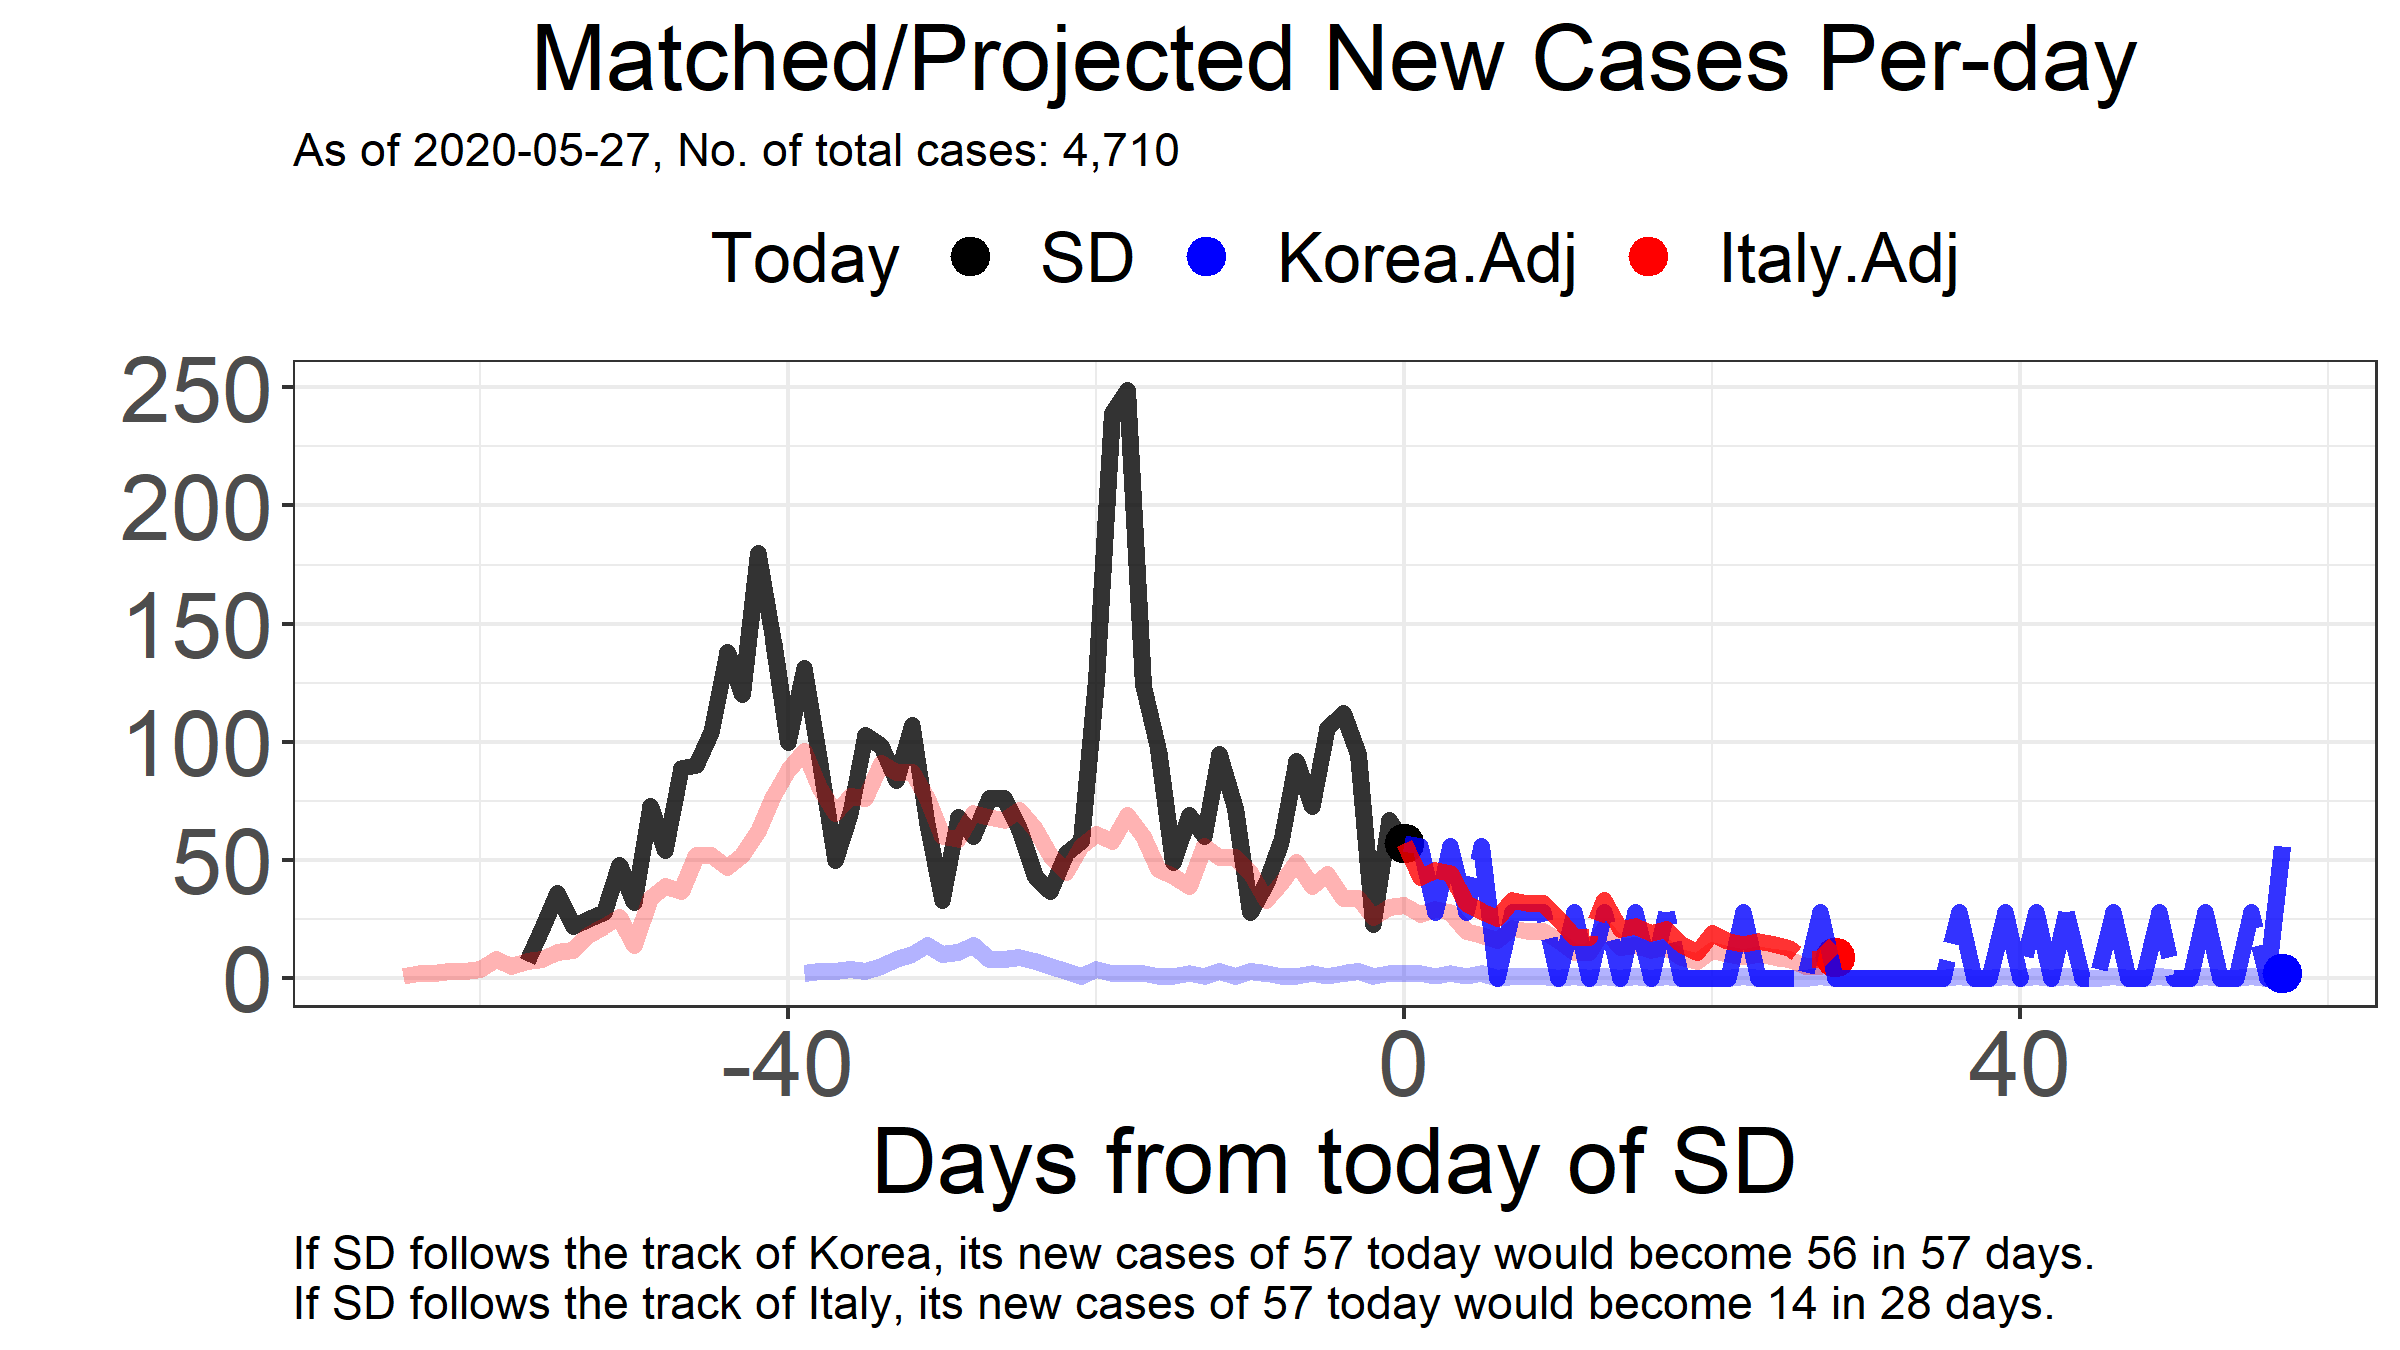 Matched/Projected New Cases Per-day
As of 2020-05-27, No. of total cases: 4,710
Today SD Korea.Adj Italy.Adj
250
200
150
100
50
0
-40 0 40
Days from today of SD
If SD follows the track of Korea, its new cases of 57 today would become 56 in 57 days.
If SD follows the track of Italy, its new cases of 57 today would become 14 in 28 days.